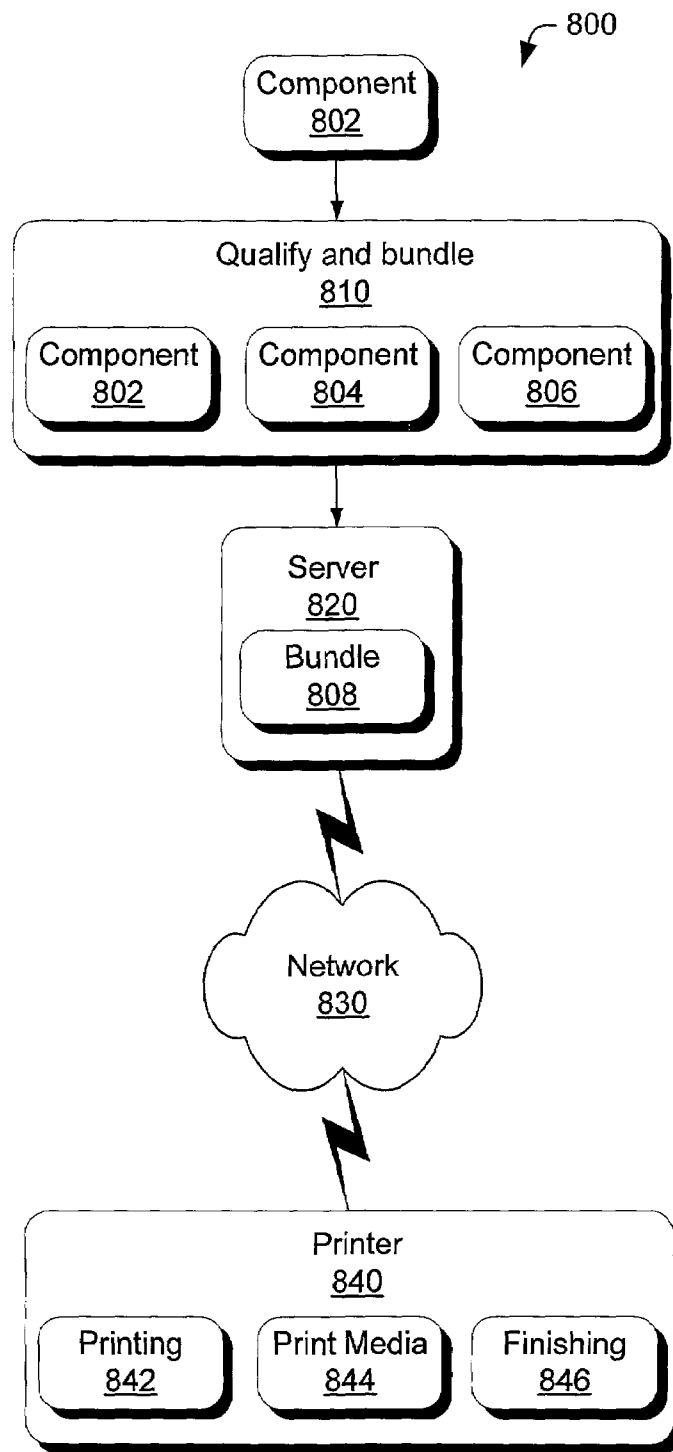 800
Component
802
Qualify and bundle
810
Component Component Component
802 804 806
Server
820
Bundle
808
Network
830
Printer
840
Printing Print Media Finishing
842 844 846